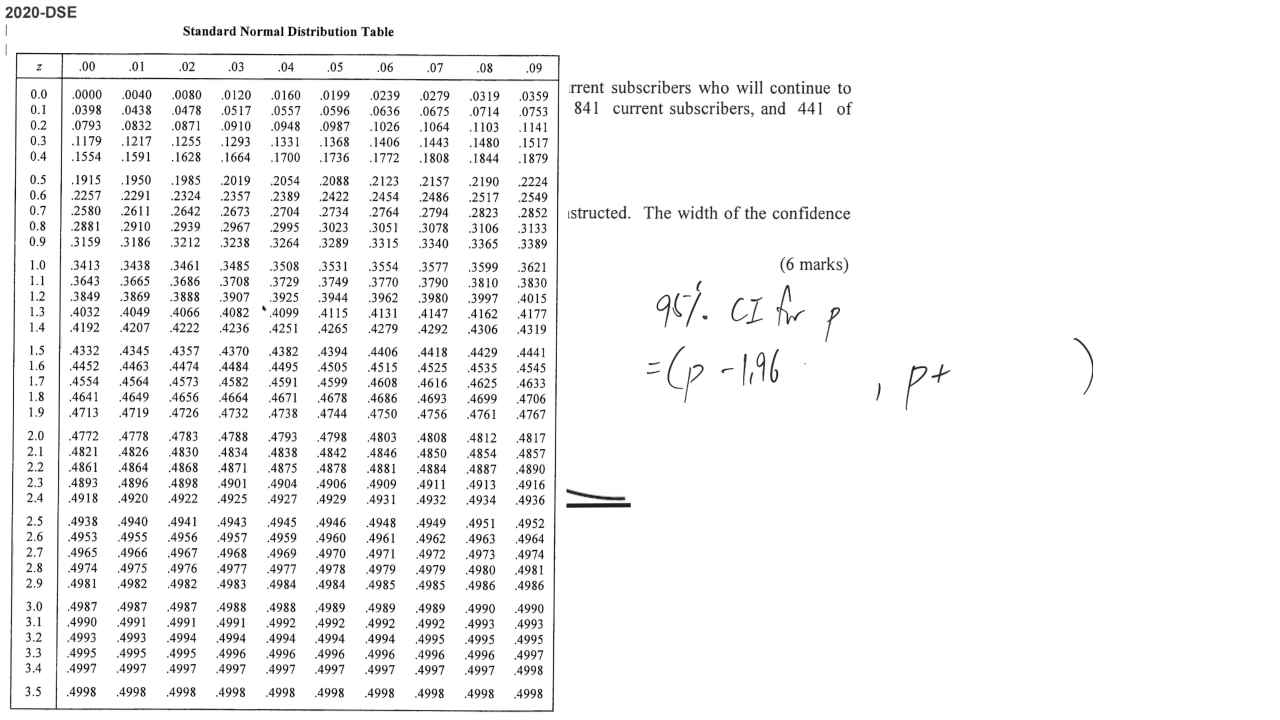 2020-DSE
Standard Normal Distribution Table
z .00 .01 .02 .03 .04 .05 .06 .07 .08 .09
0.0 .0000 .0040 .0080 .0120 .0160 .0199 .0239 .0279 .0319 .0359
0.1 .0398 .0438 .0478 .0517 .0557 .0596 .0636 .0675 .0714 .0753
0.2 .0793 .0832 .0871 .0910 .0948 .0987 .1026 .1064 .1103 .1141
0.3 .1179 .1217 .1255 .1293 .1331 .1368 .1406 .1443 .1480 .1517
0.4 .1554 .1591 .1628 .1664 .1700 .1736 .1772 .1808 .1844 .1879
0.5 .1915 .1950 .1985 .2019 .2054 .2088 .2123 .2157 .2190 .2224
0.6 .2257 .2291 .2324 .2357 .2389 .2422 .2454 .2486 .2517 .2549
0.7 .2580 .2611 .2642 .2673 .2704 .2734 .2764 .2794 .2823 .2852
0.8 .2881 .2910 .2939 .2967 .2995 .3023 .3051 .3078 .3106 .3133
0.9 .3159 .3186 .3212 .3238 .3264 .3289 .3315 .3340 .3365 .3389
1.0 .3413 .3438 .3461 .3485 .3508 .3531 .3554 .3577 .3599 .3621
1.1 .3643 .3665 .3686 .3708 .3729 .3749 .3770 .3790 .3810 .3830
1.2 .3849 .3869 .3888 .3907 .3925 .3944 .3962 .3980 .3997 .4015
1.3 .4032 .4049 .4066 .4082 .4099 .4115 .4131 .4147 .4162 .4177
1.4 .4192 .4207 .4222 .4236 .4251 .4265 .4279 .4292 .4306 .4319
1.5 .4332 .4345 .4357 .4370 .4382 .4394 .4406 .4418 .4429 .4441
1.6 .4452 .4463 .4474 .4484 .4495 .4505 .4515 .4525 .4535 .4545
1.7 .4554 .4564 .4573 .4582 .4591 .4599 .4608 .4616 .4625 .4633
1.8 .4641 .4649 .4656 .4664 .4671 .4678 .4686 .4693 .4699 .4706
1.9 .4713 .4719 .4726 .4732 .4738 .4744 .4750 .4756 .4761 .4767
2.0 .4772 .4778 .4783 .4788 .4793 .4798 .4803 .4808 .4812 .4817
2.1 .4821 .4826 .4830 .4834 .4838 .4842 .4846 .4850 .4854 .4857
2.2 .4861 .4864 .4868 .4871 .4875 .4878 .4881 .4884 .4887 .4890
2.3 .4893 .4896 .4898 .4901 .4904 .4906 .4909 .4911 .4913 .4916
2.4 .4918 .4920 .4922 .4925 .4927 .4929 .4931 .4932 .4934 .4936
2.5 .4938 .4940 .4941 .4943 .4945 .4946 .4948 .4949 .4951 .4952
2.6 .4953 .4955 .4956 .4957 .4959 .4960 .4961 .4962 .4963 .4964
2.7 .4965 .4966 .4967 .4968 .4969 .4970 .4971 .4972 .4973 .4974
2.8 .4974 .4975 .4976 .4977 .4977 .4978 .4979 .4979 .4980 .4981
2.9 .4981 .4982 .4982 .4983 .4984 .4984 .4985 .4985 .4986 .4986
3.0 .4987 .4987 .4987 .4988 .4988 .4989 .4989 .4989 .4990 .4990
3.1 .4990 .4991 .4991 .4991 .4992 .4992 .4992 .4992 .4993 .4993
3.2 .4993 .4993 .4994 .4994 .4994 .4994 .4994 .4995 .4995 .4995
3.3 .4995 .4995 .4995 .4996 .4996 .4996 .4996 .4996 .4996 .4997
3.4 .4997 .4997 .4997 .4997 .4997 .4997 .4997 .4997 .4997 .4998
3.5 .4998 .4998 .4998 .4998 .4998 .4998 .4998 .4998 .4998 .4998
subscribers who will continue to
841 current subscribers, and 441 of
The width of the confidence
(6 marks)
95% CI for p
=(p - 1.96 , p+ )